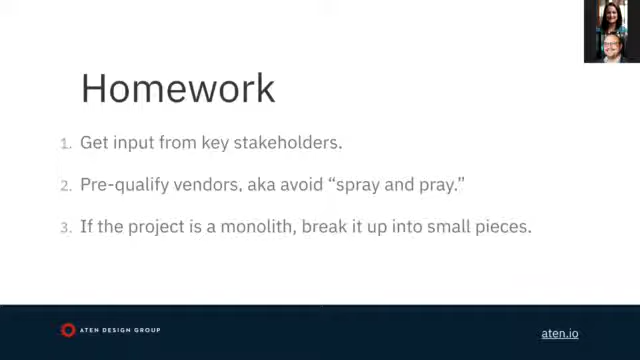 Homework
1. Get input from key stakeholders.
2. Pre-qualify vendors, aka avoid “spray and pray.”
3. If the project is a monolith, break it up into small pieces.
ATEN DESIGN GROUP
aten.io